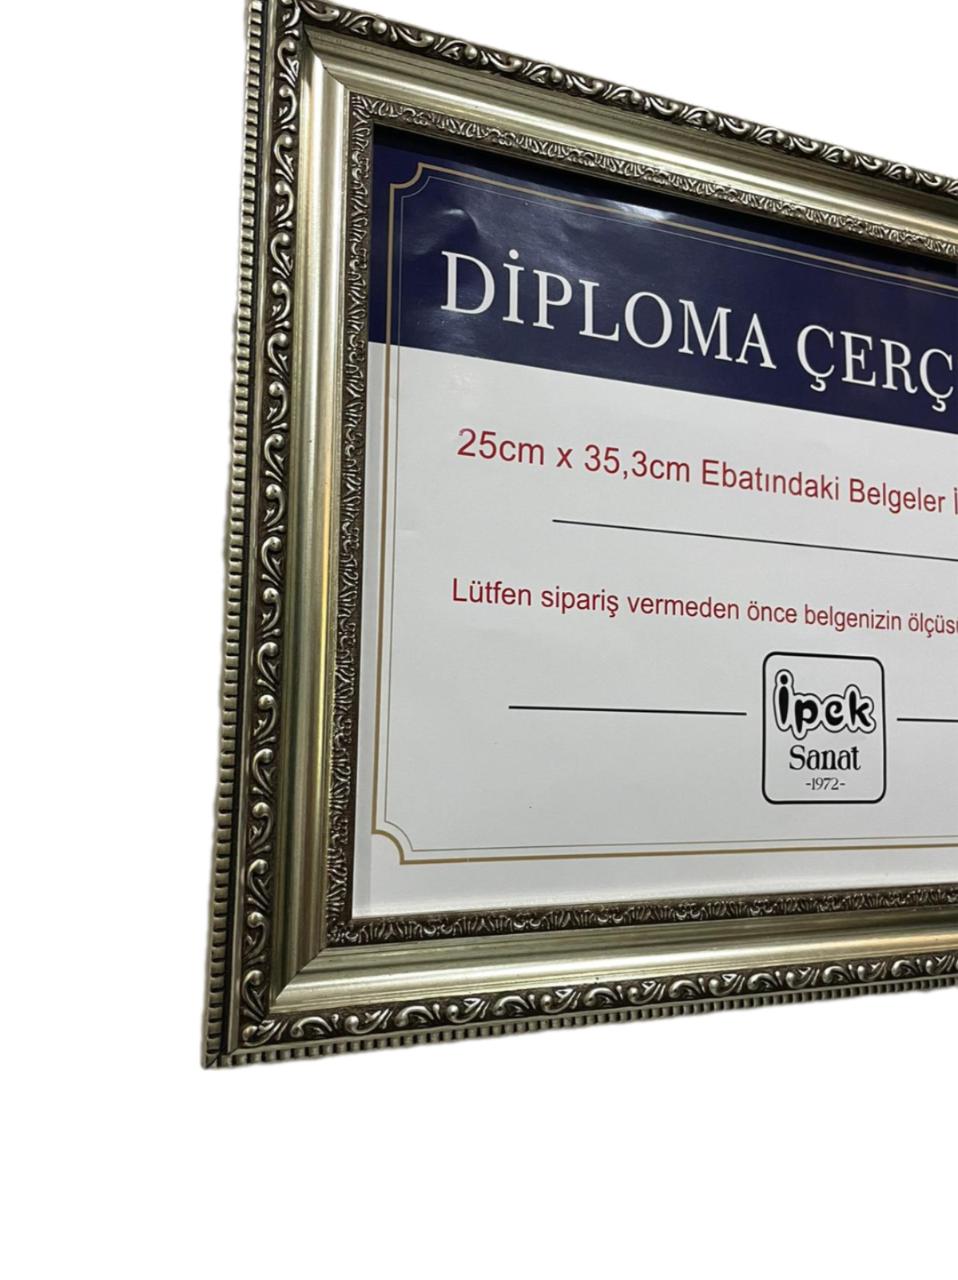 DİPLOMA ÇERÇ
25cm x 35,3cm Ebatındaki Belgeler İ
Lütfen sipariş vermeden önce belgenizin ölçüsü
İpek
Sanat
-1972-